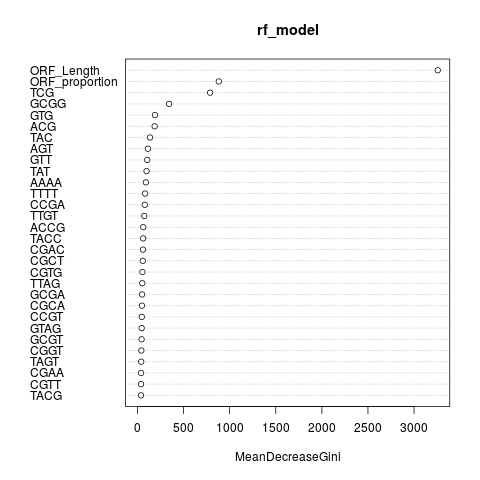 rf_model
ORF_Length
ORF_proportion
TCG
GCGG
GTG
ACG
TAC
AGT
GTT
TAT
AAAA
TTTT
CCGA
TTGT
ACCG
TACC
CGAC
CGCT
CGTG
TTAG
GCGA
CGCA
CCGT
GTAG
GCGT
CGGT
TAGT
CGAA
CGTT
TACG
0 500 1000 1500 2000 2500 3000
MeanDecreaseGini